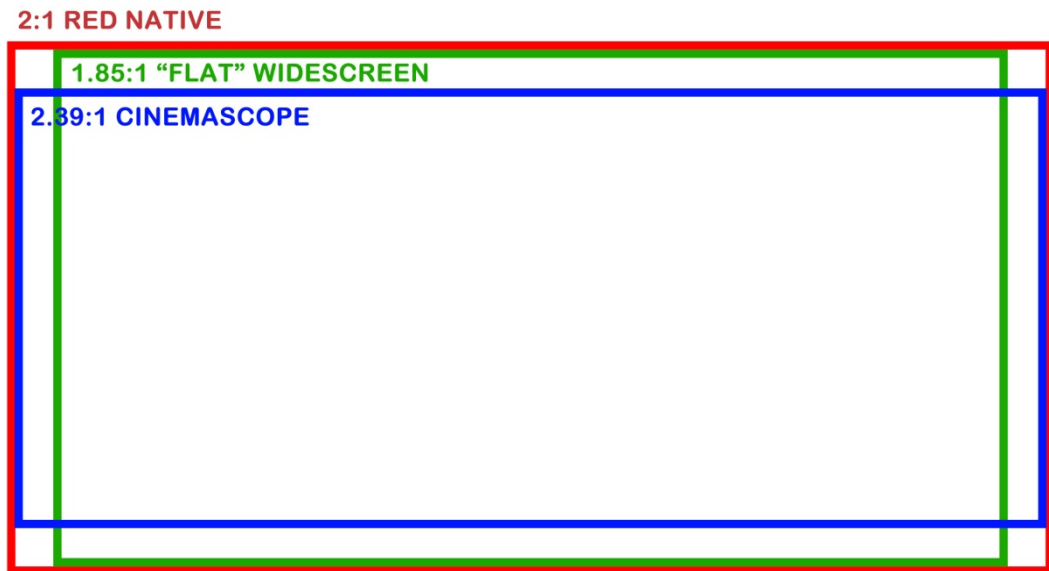 2:1 RED NATIVE
1.85:1 “FLAT” WIDESCREEN
2.39:1 CINEMASCOPE